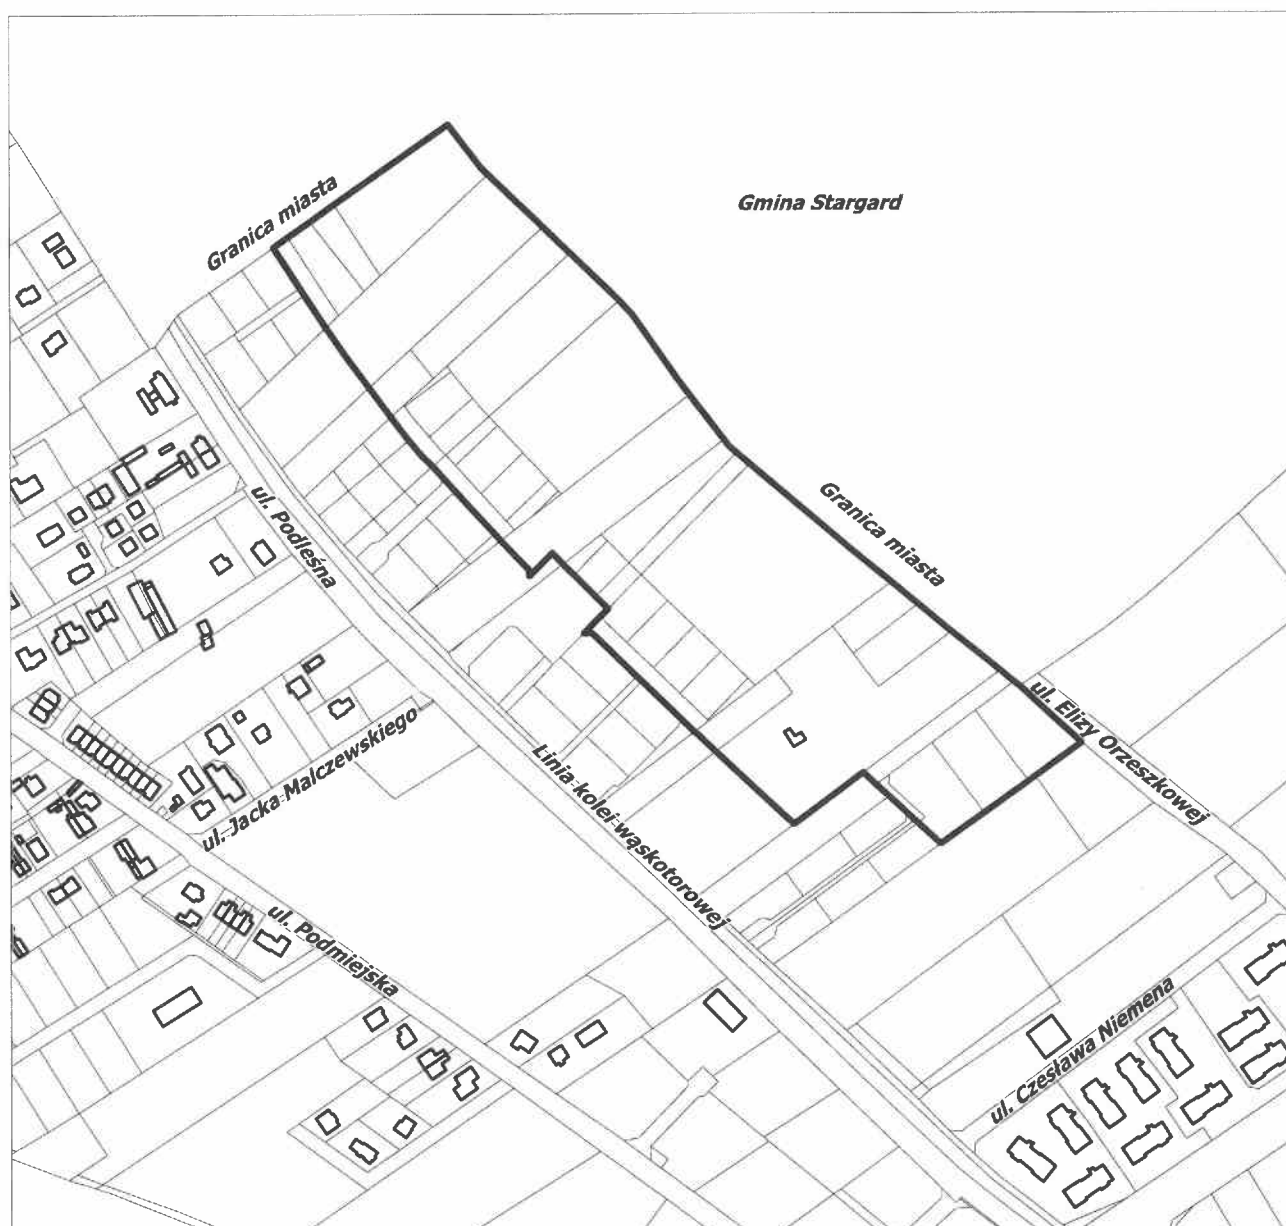 Granica miasta
Gmina Stargard
Granica miasta
ul. Podleśna
ul. Elizy Orzeszkowej
ul. Jacka Malczewskiego
Linia kolei wąskotorowej
ul. Podmiejska
ul. Czesława Niemena